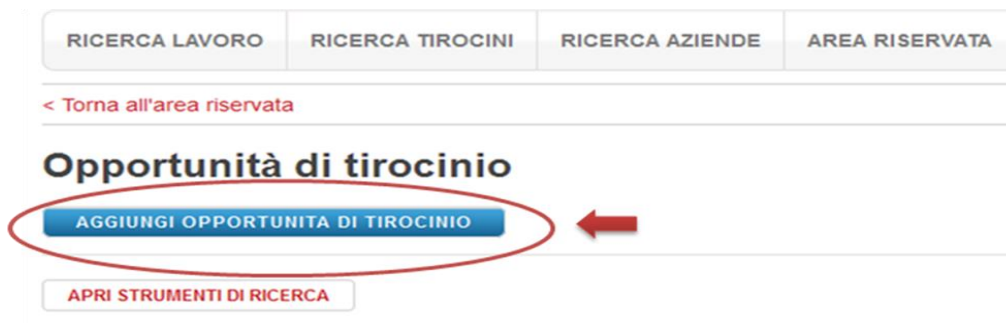 RICERCA LAVORO RICERCA TIROCINI RICERCA AZIENDE AREA RISERVATA
< Torna all'area riservata
Opportunità di tirocinio
AGGIUNGI OPPORTUNITA DI TIROCINIO
APRI STRUMENTI DI RICERCA